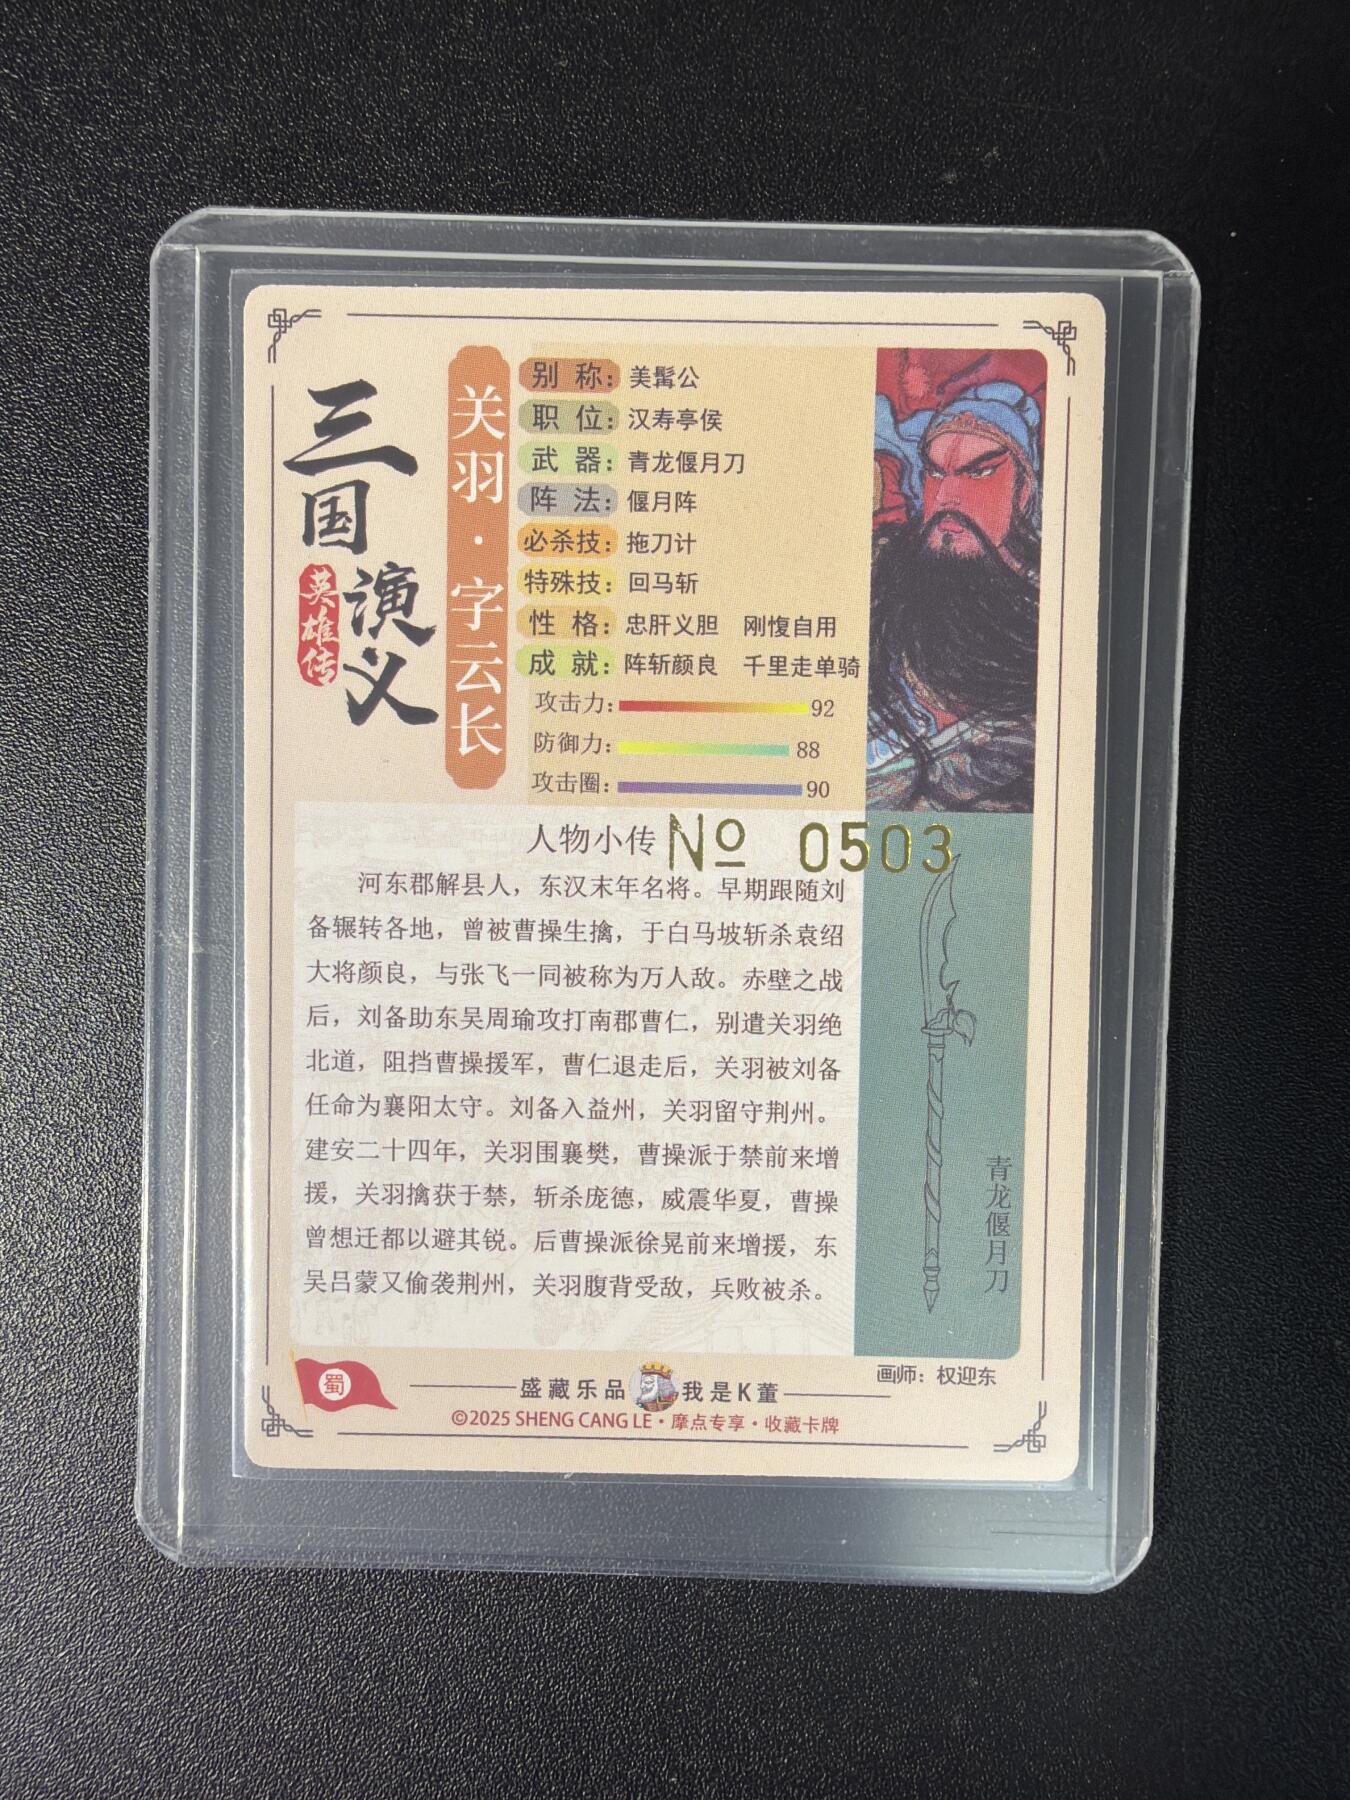 三国演义
英雄传
关羽·字云长
别称：美髯公
职位：汉寿亭侯
武器：青龙偃月刀
阵法：偃月阵
必杀技：拖刀计
特殊技：回马斩
性格：忠肝义胆 刚愎自用
成就：阵斩颜良 千里走单骑
攻击力：92
防御力：88
攻击圈：90
人物小传 No 0503
河东郡解县人，东汉末年名将。早期跟随刘
备辗转各地，曾被曹操生擒，于白马坡斩杀袁绍
大将颜良，与张飞一同被称为万人敌。赤壁之战
后，刘备助东吴周瑜攻打南郡曹仁，别遣关羽绝
北道，阻挡曹操援军，曹仁退走后，关羽被刘备
任命为襄阳太守。刘备入益州，关羽留守荆州。
建安二十四年，关羽围襄樊，曹操派于禁前来增
援，关羽擒获于禁，斩杀庞德，威震华夏，曹操
曾想迁都以避其锐。后曹操派徐晃前来增援，东
吴吕蒙又偷袭荆州，关羽腹背受敌，兵败被杀。
青龙偃月刀
蜀
画师：权迎东
盛藏乐品 我是K董
©2025 SHENG CANG LE·摩点专享·收藏卡牌